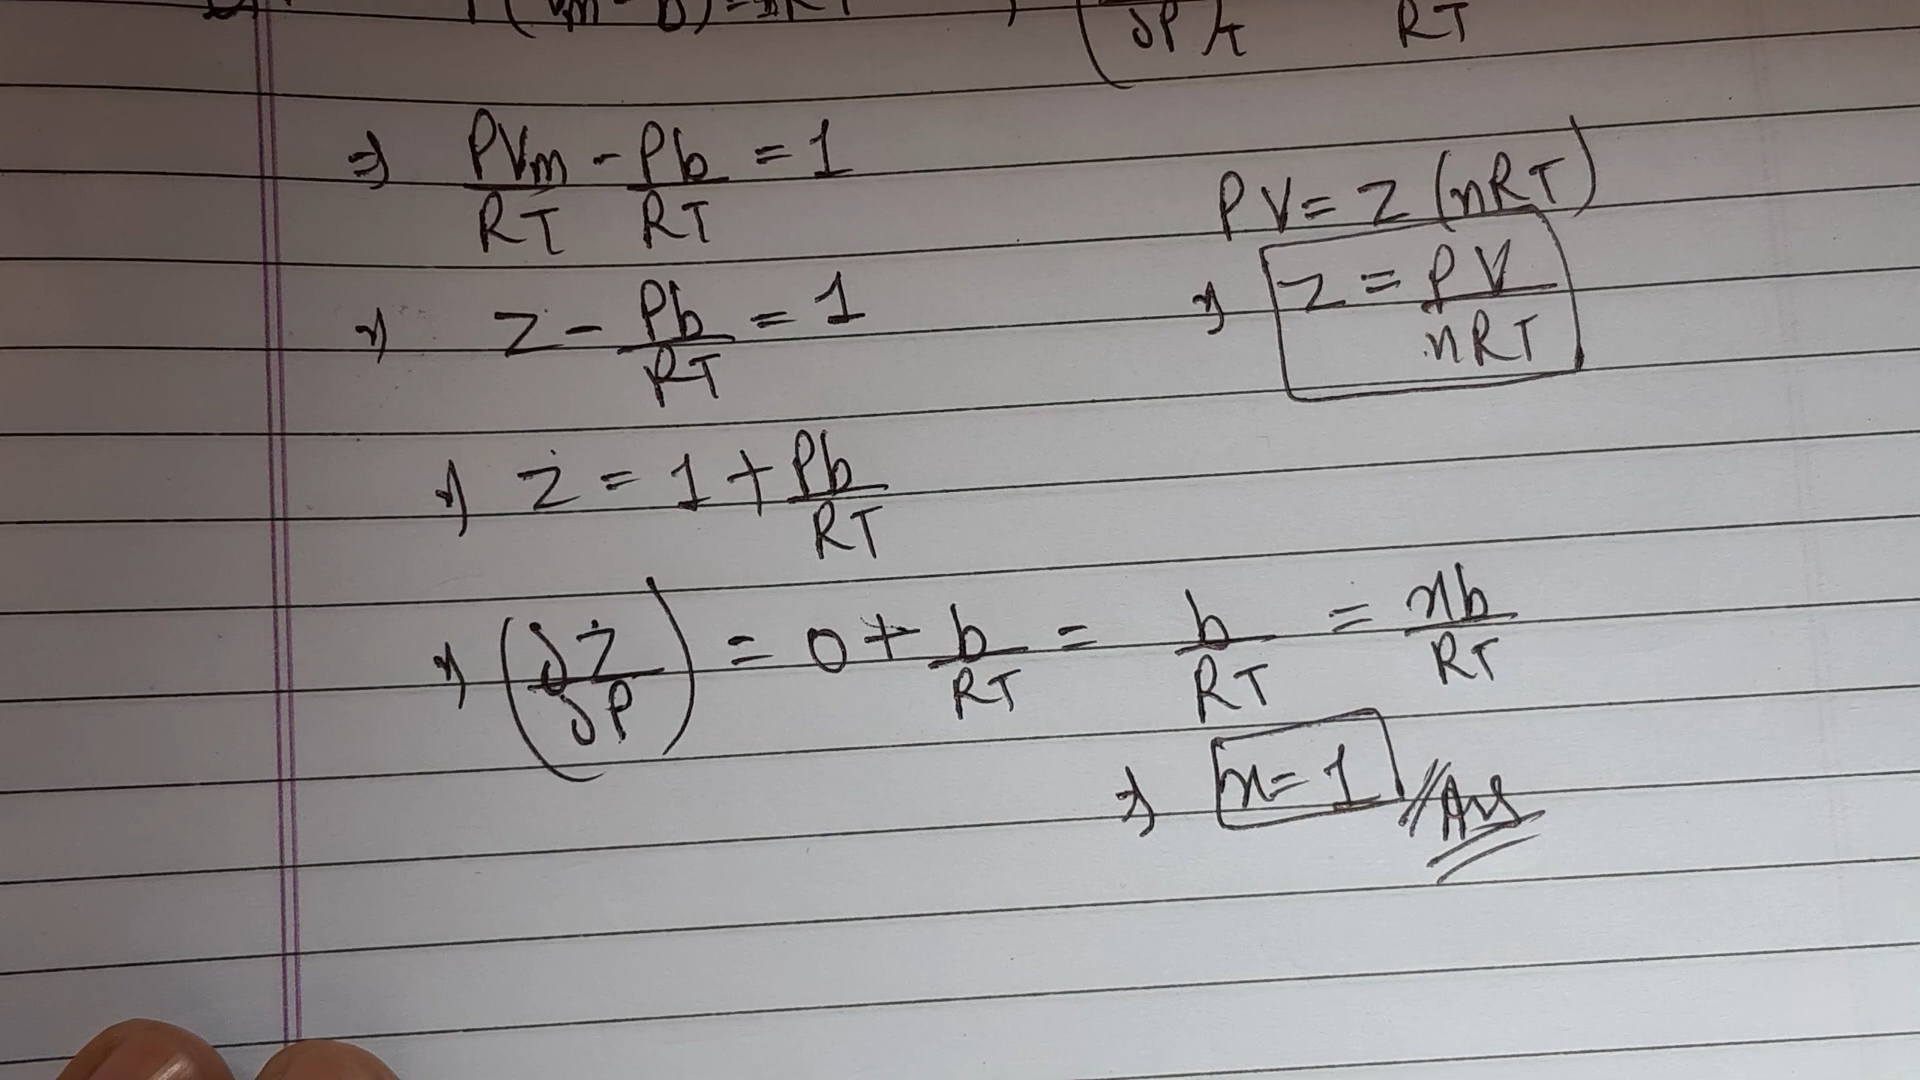 ∂P)T RT
⇒ PVm/RT - Pb/RT = 1
PV = Z (nRT)
⇒ Z - Pb/RT = 1
⇒ Z = PV/nRT
⇒ Z = 1 + Pb/RT
⇒ (∂Z/∂P) = 0 + b/RT = b/RT = xb/RT
⇒ x = 1 // Ans